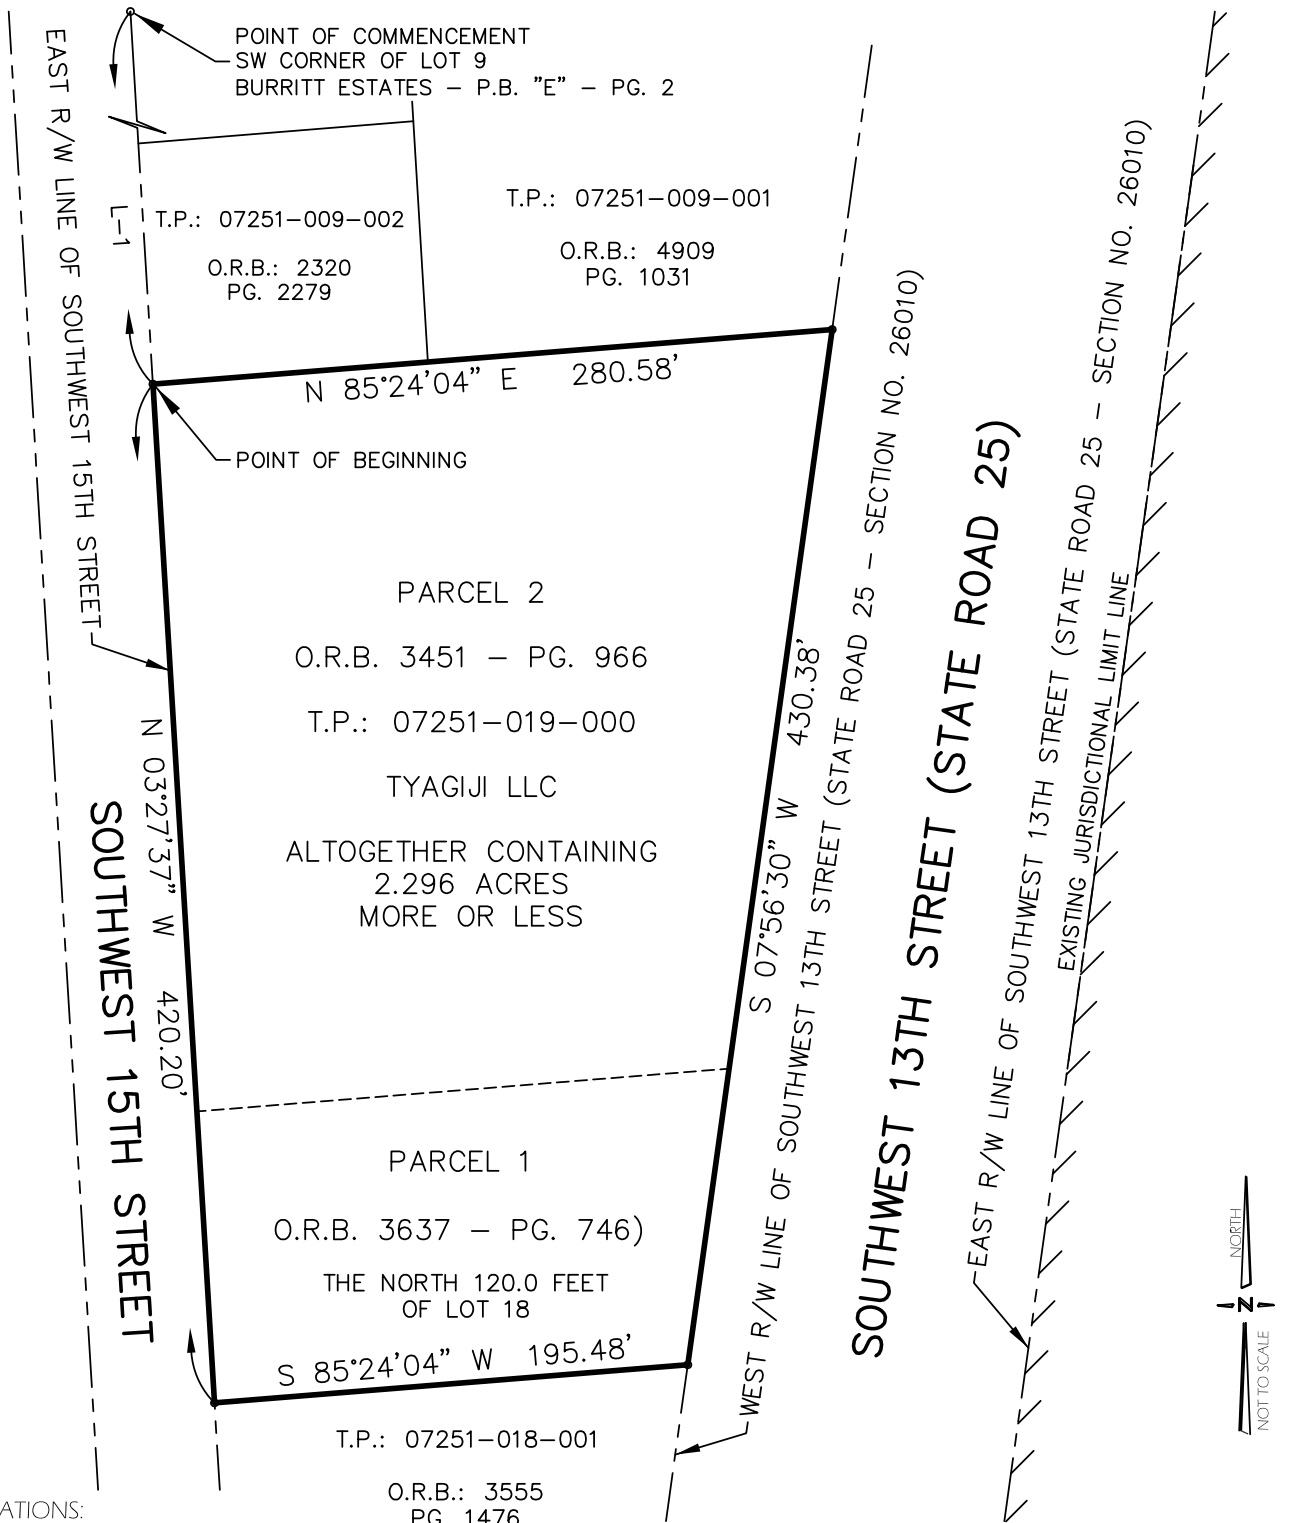 POINT OF COMMENCEMENT
SW CORNER OF LOT 9
BURRITT ESTATES – P.B. "E" – PG. 2
EAST R/W LINE OF SOUTHWEST 15TH STREET
L-1
T.P.: 07251-009-002
O.R.B.: 2320
PG. 2279
T.P.: 07251-009-001
O.R.B.: 4909
PG. 1031
N 85°24'04" E 280.58'
POINT OF BEGINNING
PARCEL 2
O.R.B. 3451 – PG. 966
T.P.: 07251-019-000
TYAGIJI LLC
ALTOGETHER CONTAINING
2.296 ACRES
MORE OR LESS
N 03°27'37" W 420.20'
SOUTHWEST 15TH STREET
S 07°56'30" W 430.38'
WEST R/W LINE OF SOUTHWEST 13TH STREET (STATE ROAD 25 – SECTION NO. 26010)
SOUTHWEST 13TH STREET (STATE ROAD 25)
EAST R/W LINE OF SOUTHWEST 13TH STREET (STATE ROAD 25 – SECTION NO. 26010)
EXISTING JURISDICTIONAL LIMIT LINE
PARCEL 1
O.R.B. 3637 – PG. 746)
THE NORTH 120.0 FEET
OF LOT 18
S 85°24'04" W 195.48'
T.P.: 07251-018-001
O.R.B.: 3555
PG. 1476
NORTH
N
NOT TO SCALE
ATIONS: